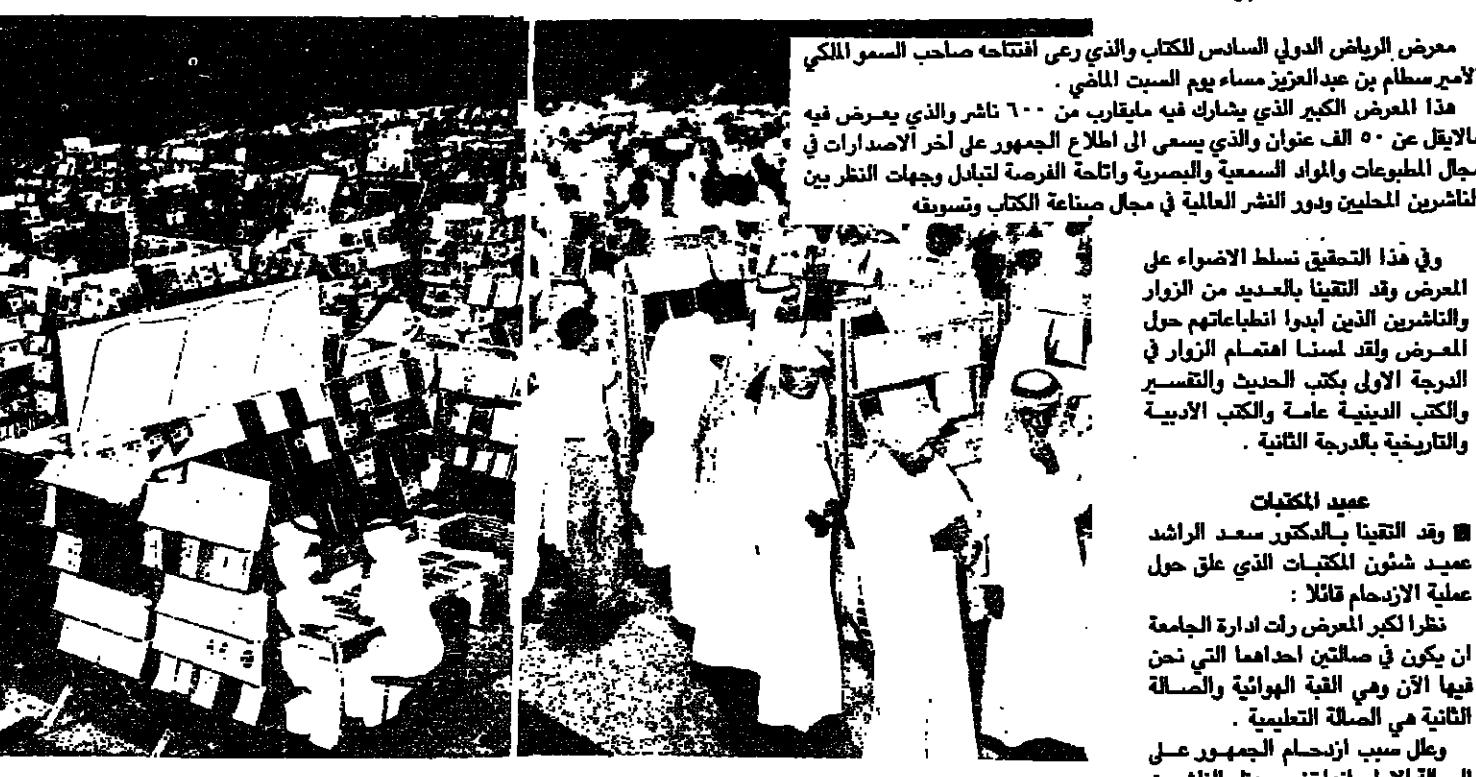 معرض الرياض الدولي السادس للكتاب والذي رعى افتتاحه صاحب السمو الملكي
الأمير سطام بن عبدالعزيز مساء يوم السبت الماضي .
هذا المعرض الكبير الذي يشارك فيه مايقارب من ٦٠٠ ناشر والذي يعرض فيه
مالايقل عن ٥٠ الف عنوان والذي يسعى الى اطلاع الجمهور على آخر الاصدارات في
مجال المطبوعات والمواد السمعية والبصرية واتاحة الفرصة لتبادل وجهات النظر بين
الناشرين المحليين ودور النشر العالمية في مجال صناعة الكتاب وتسويقه
وفي هذا التحقيق نسلط الاضواء على
المعرض وقد التقينا بالعديد من الزوار
والناشرين الذين أبدوا انطباعاتهم حول
المعرض ولقد لمسنا اهتمام الزوار في
الدرجة الاولى بكتب الحديث والتفسير
والكتب الدينية عامة والكتب الأدبية
والتاريخية بالدرجة الثانية .
عميد المكتبات
وقد التقينا بالدكتور سعد الراشد
عميد شئون المكتبات الذي علق حول
عملية الازدحام قائلا :
نظرا لكبر المعرض رأت ادارة الجامعة
ان يكون في صالتين احداهما التي نحن
فيها الآن وهي القبة الهوائية والصالة
الثانية هي الصالة التعليمية .
وعلل سبب ازدحام الجمهور على